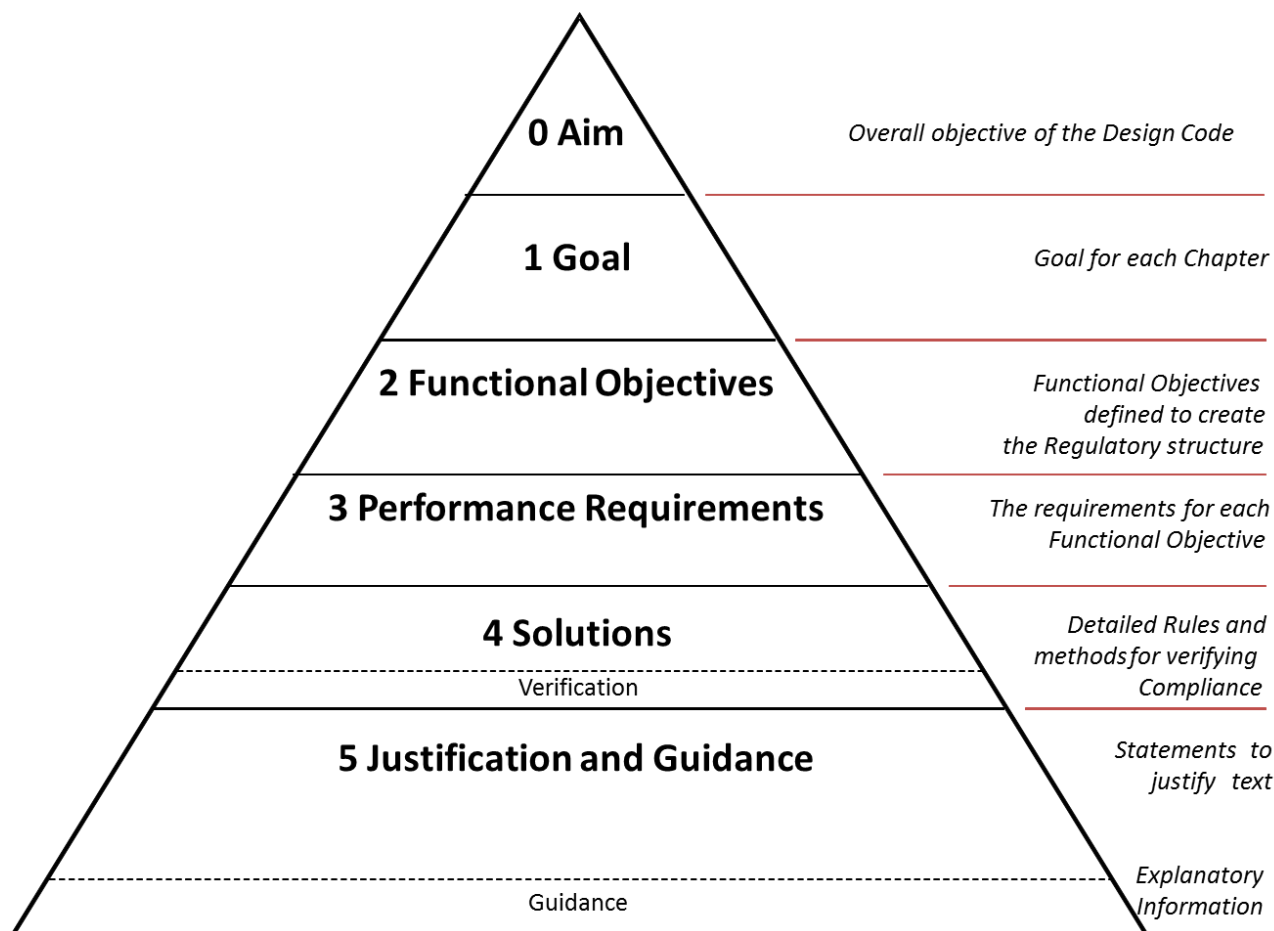 0 Aim
Overall objective of the Design Code
1 Goal
Goal for each Chapter
2 Functional Objectives
Functional Objectives
defined to create
the Regulatory structure
3 Performance Requirements
The requirements for each
Functional Objective
4 Solutions
Verification
Detailed Rules and
methods for verifying
Compliance
5 Justification and Guidance
Statements to
justify text
Guidance
Explanatory
Information